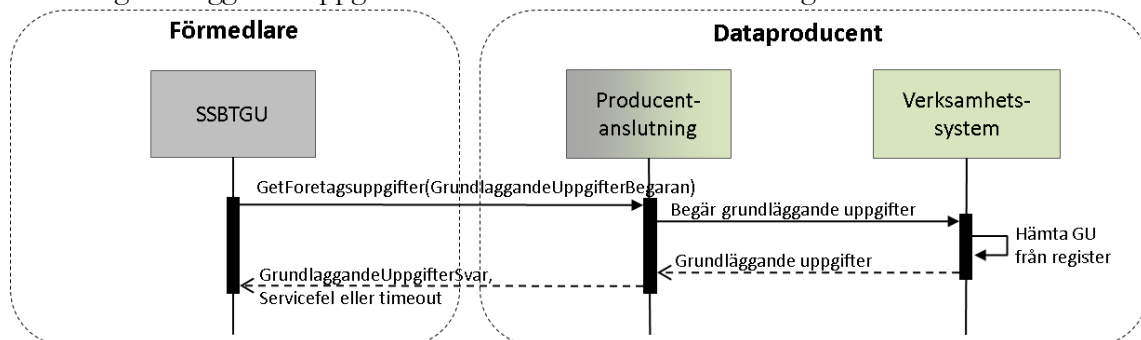 Förmedlare
Dataproducent
SSBTGU
Producent-
anslutning
Verksamhets-
system
GetForetagsuppgifter(GrundlaggandeUppgifterBegaran)
Begär grundläggande uppgifter
Hämta GU
från register
Grundläggande uppgifter
GrundlaggandeUppgifterSvar,
Servicefel eller timeout